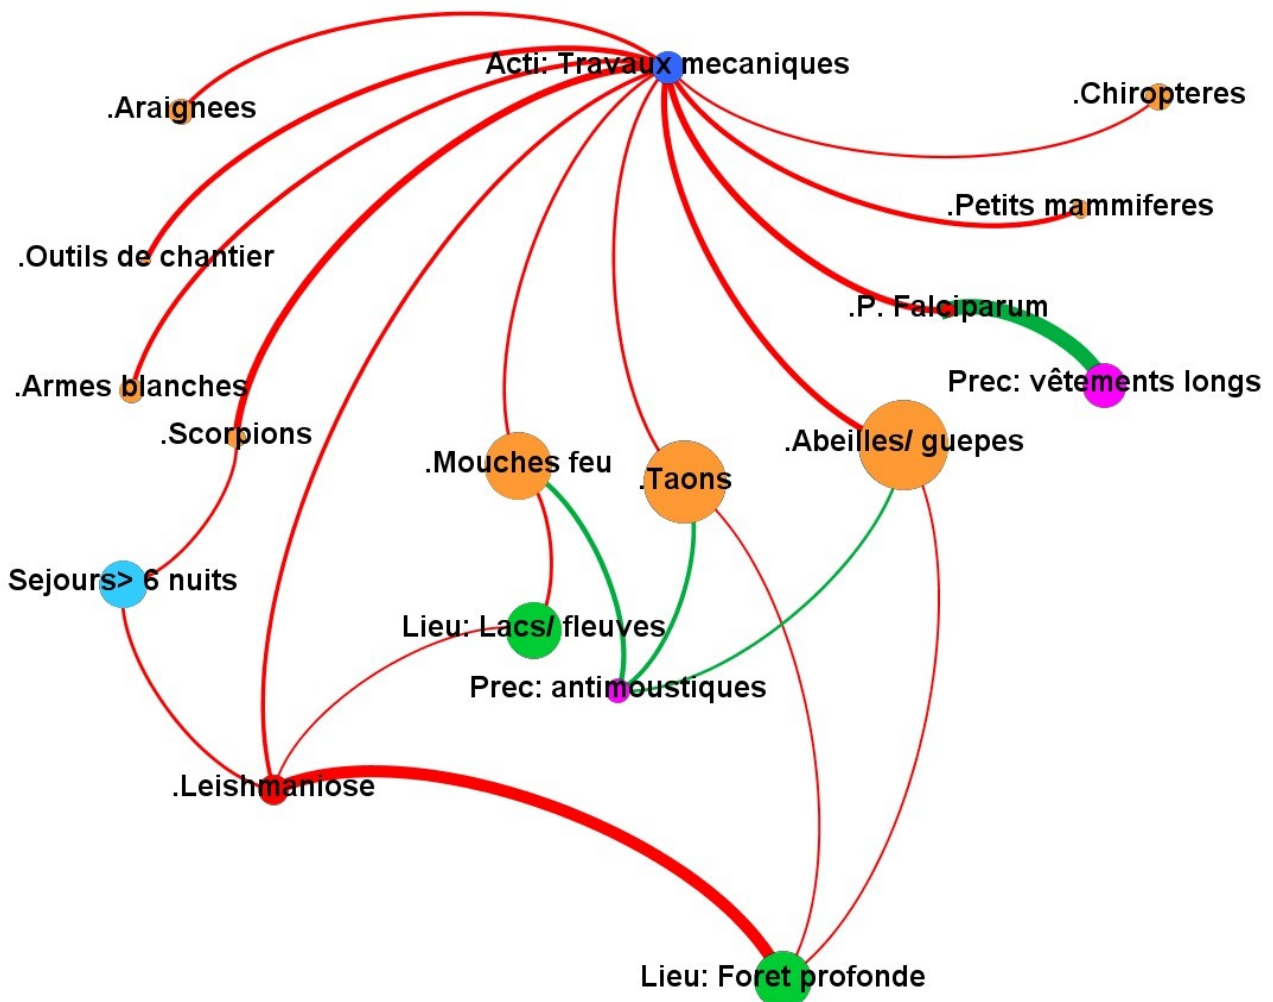 Acti: Travaux mecaniques
.Chiropteres
.Araignees
.Petits mammiferes
.Outils de chantier
.P. Falciparum
Prec: vêtements longs
.Armes blanches
.Scorpions
.Abeilles/ guepes
.Mouches feu
.Taons
Sejours> 6 nuits
Lieu: Lacs/ fleuves
Prec: antimoustiques
.Leishmaniose
Lieu: Foret profonde